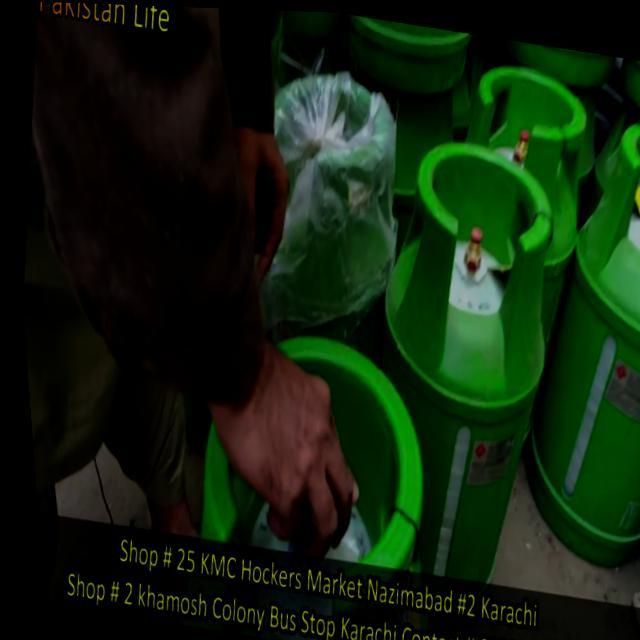 Pakistan Life
Shop # 25 KMC Hockers Market Nazimabad #2 Karachi
Shop # 2 khamosh Colony Bus Stop Karachi